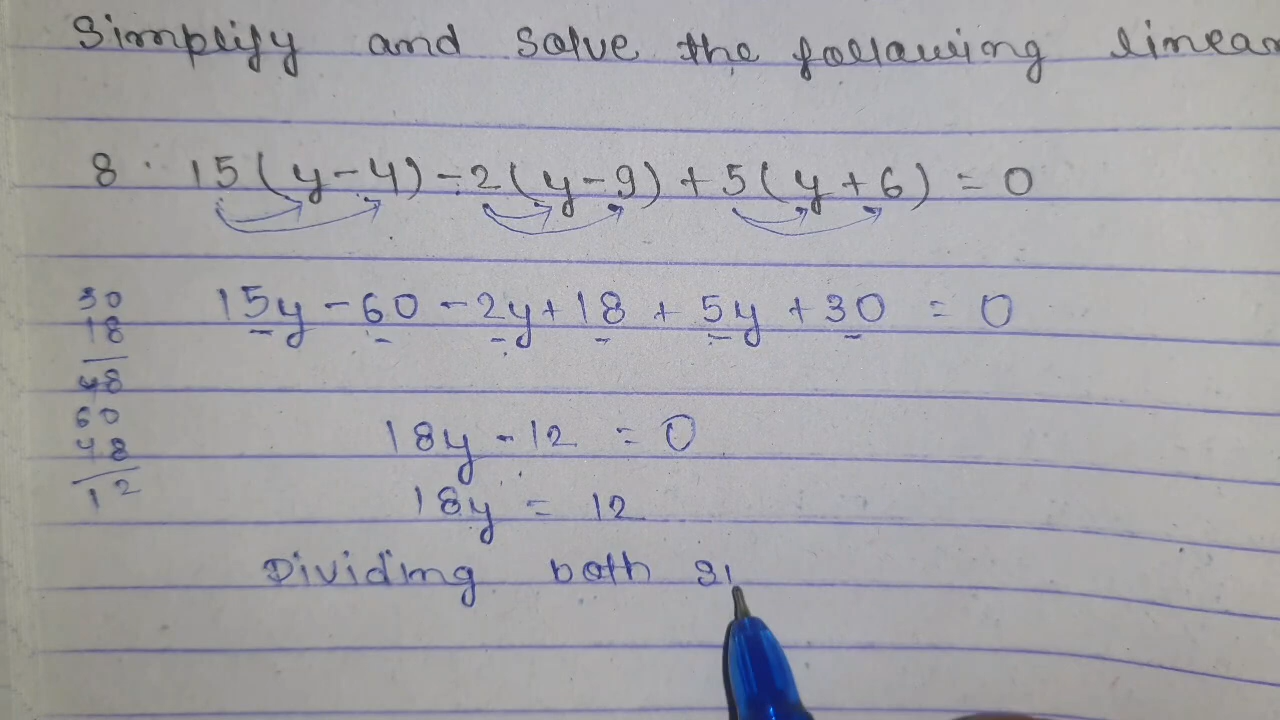 Simplify and solve the following linear
8. 15(y-4)-2(y-9)+5(y+6)=0
15y-60-2y+18+5y+30=0
30
18
48
60
48
12
18y-12=0
18y=12
Dividing both si